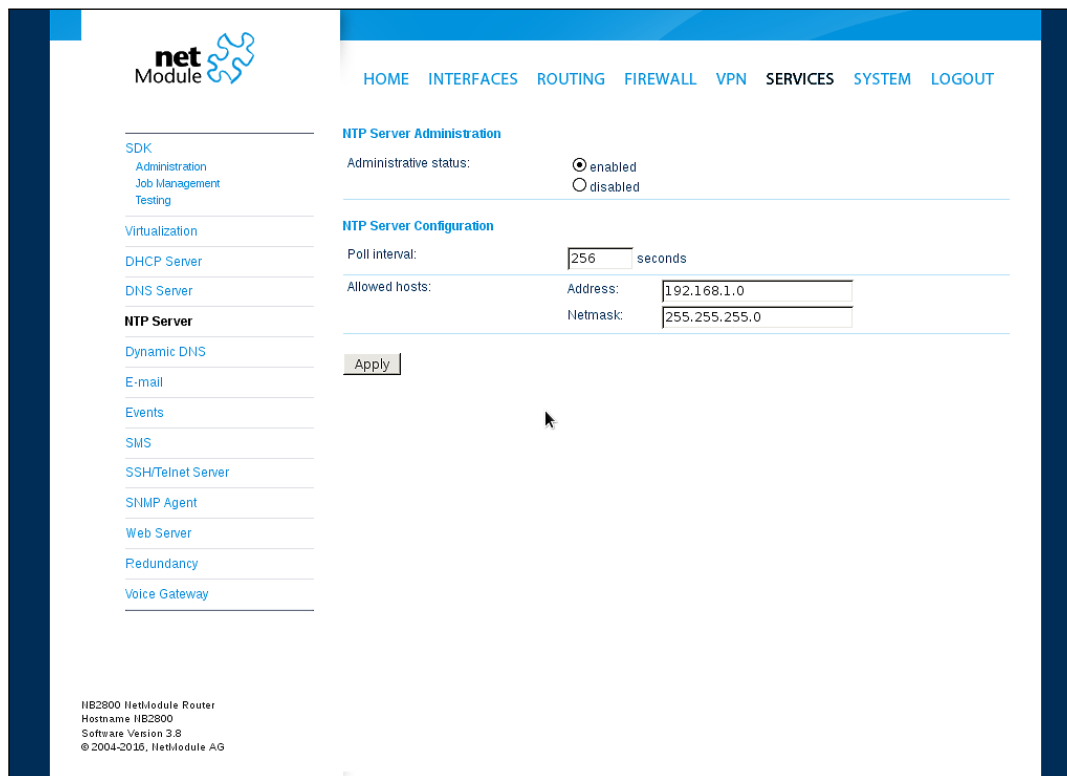 net
Module
HOME INTERFACES ROUTING FIREWALL VPN SERVICES SYSTEM LOGOUT
SDK
Administration
Job Management
Testing
Virtualization
DHCP Server
DNS Server
NTP Server
Dynamic DNS
E-mail
Events
SMS
SSH/Telnet Server
SNMP Agent
Web Server
Redundancy
Voice Gateway
NTP Server Administration
Administrative status: enabled
disabled
NTP Server Configuration
Poll interval: 256 seconds
Allowed hosts: Address: 192.168.1.0
Netmask: 255.255.255.0
Apply
NB2800 NetModule Router
Hostname NB2800
Software Version 3.8
© 2004-2016, NetModule AG